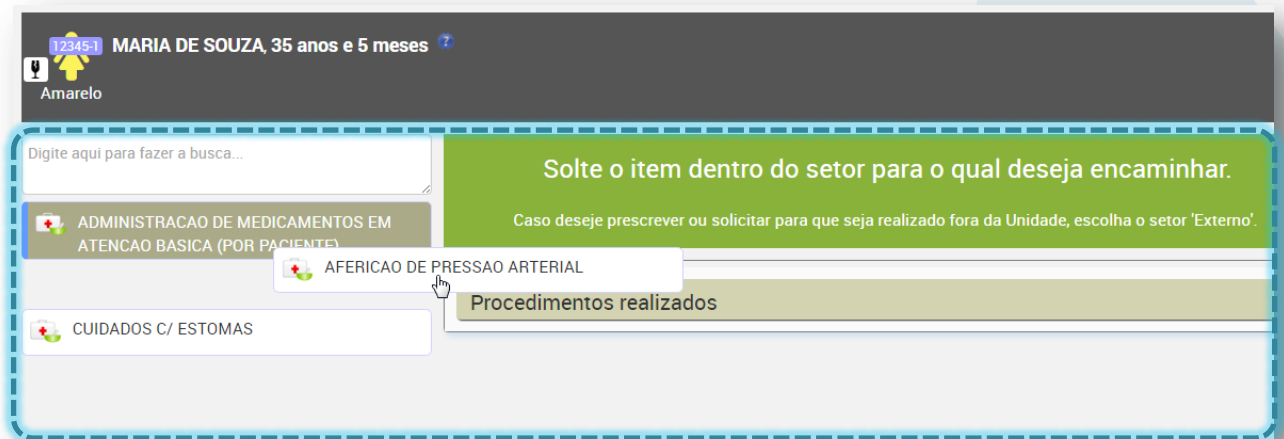 12345-1 MARIA DE SOUZA, 35 anos e 5 meses ?
Amarelo
Digite aqui para fazer a busca...
ADMINISTRACAO DE MEDICAMENTOS EM
ATENCAO BASICA (POR PACIENTE)
AFERICAO DE PRESSAO ARTERIAL
CUIDADOS C/ ESTOMAS
Solte o item dentro do setor para o qual deseja encaminhar.
Caso deseje prescrever ou solicitar para que seja realizado fora da Unidade, escolha o setor 'Externo'.
Procedimentos realizados